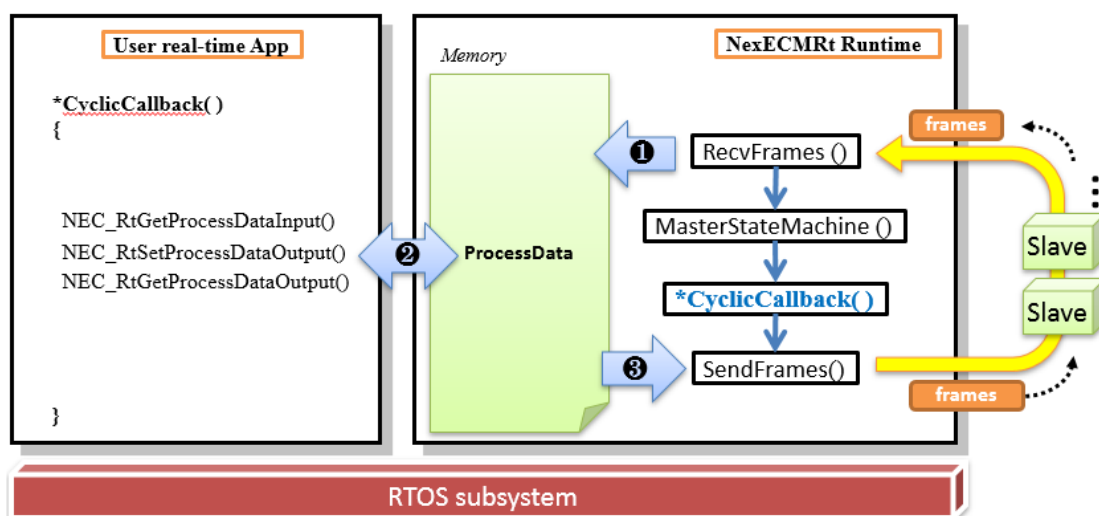 User real-time App
*CyclicCallback( )
{
NEC_RtGetProcessDataInput()
NEC_RtSetProcessDataOutput()
NEC_RtGetProcessDataOutput()
}
NexECMRt Runtime
Memory
ProcessData
❶
❷
❸
RecvFrames ()
MasterStateMachine ()
*CyclicCallback( )
SendFrames()
frames
Slave
Slave
frames
RTOS subsystem